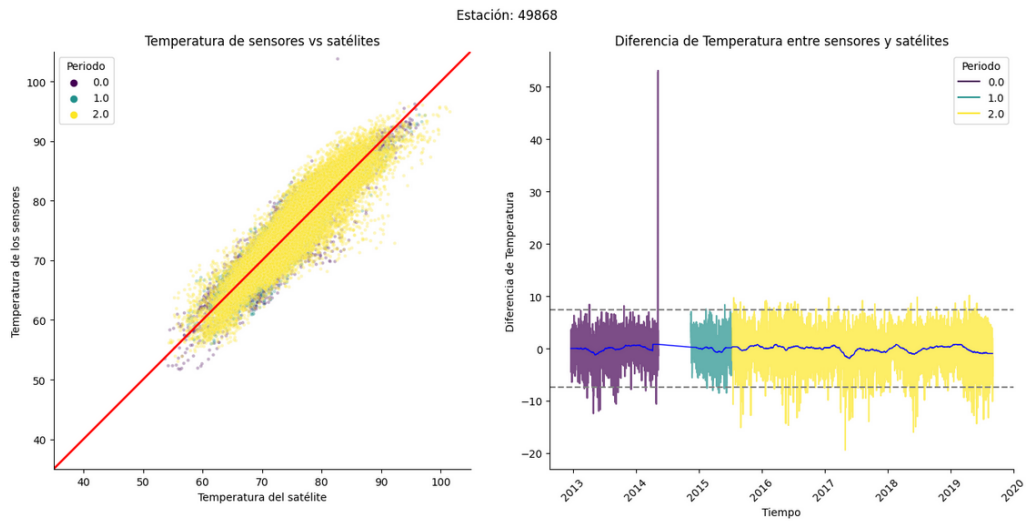 Estación: 49868
Temperatura de sensores vs satélites
Periodo
0.0
1.0
2.0
Temperatura de los sensores
100
90
80
70
60
50
40
40 50 60 70 80 90 100
Temperatura del satélite
Diferencia de Temperatura entre sensores y satélites
Periodo
0.0
1.0
2.0
Difencia de Temperatura
50
40
30
20
10
0
−10
−20
2013 2014 2015 2016 2017 2018 2019 2020
Tiempo